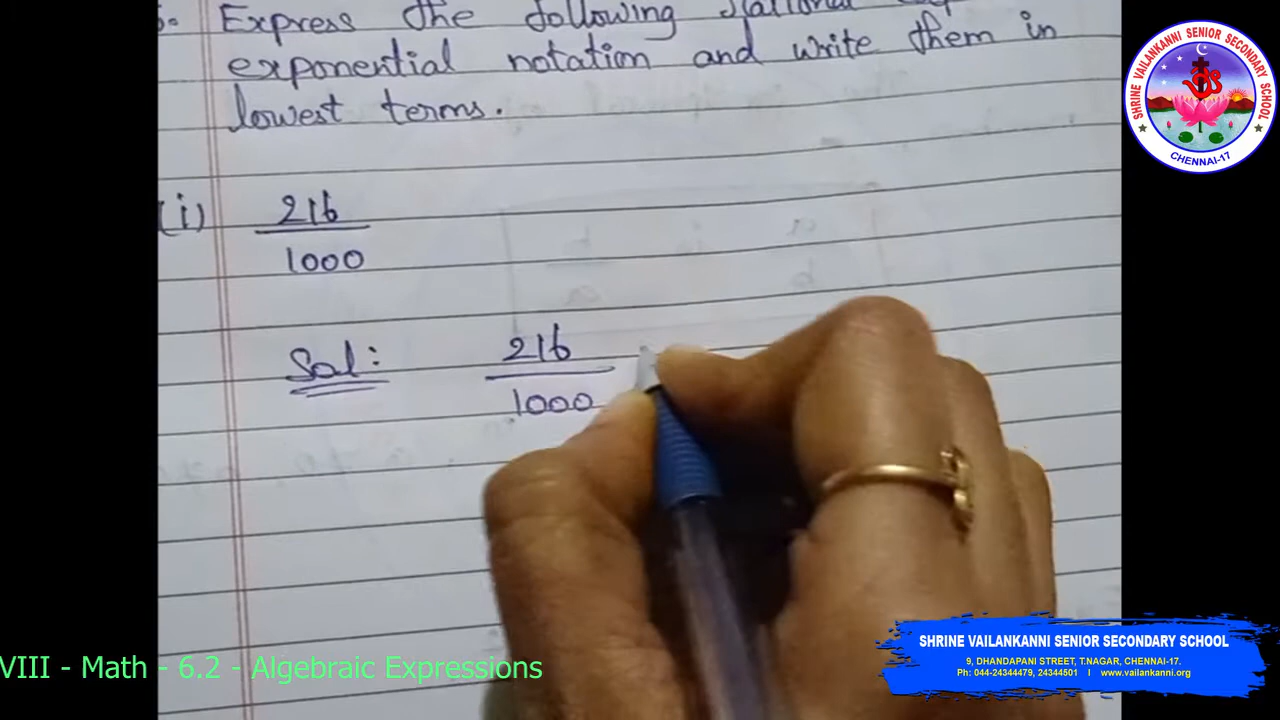 Express the following
exponential notation and write them in
lowest terms.
(i) 216
1000
Sol: 216
1000
SHRINE VAILANKANNI SENIOR SECONDARY SCHOOL
CHENNAI-17
VIII - Math - 6.2 - Algebraic Expressions
SHRINE VAILANKANNI SENIOR SECONDARY SCHOOL
9, DHANDAPANI STREET, T.NAGAR, CHENNAI-17.
Ph: 044-24344479, 24344501 I www.vailankanni.org